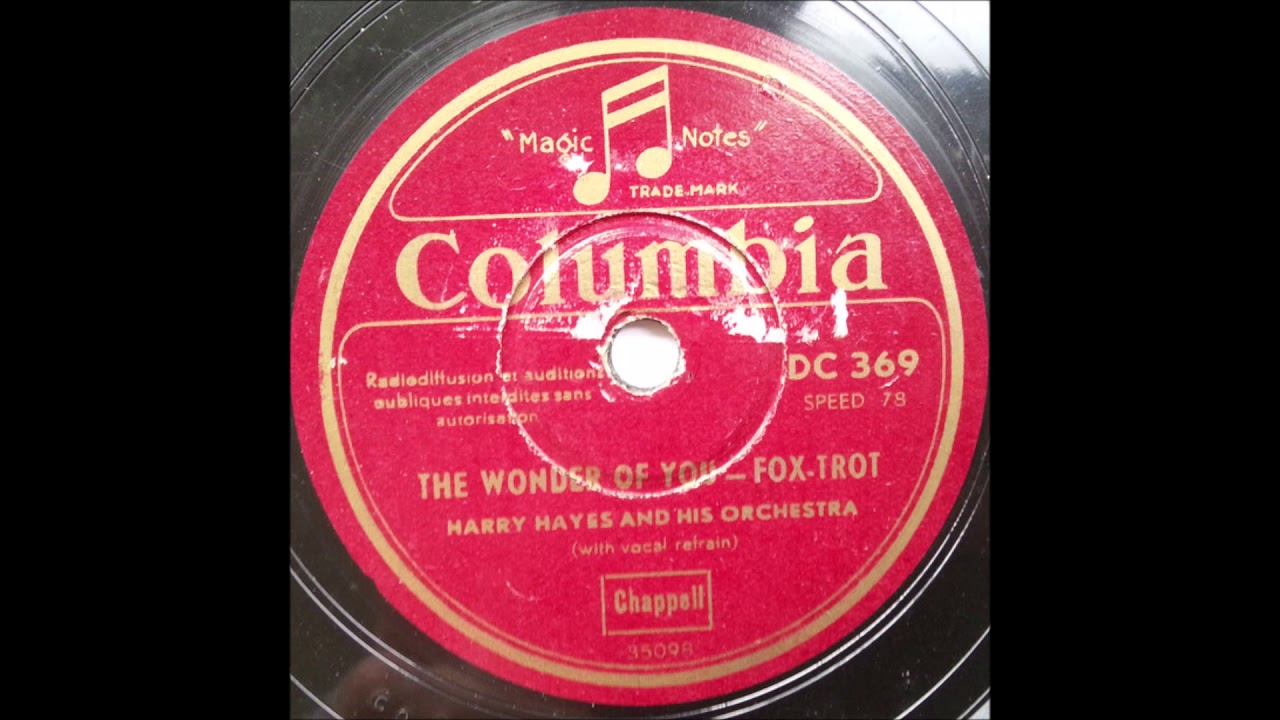 "Magic Notes"
TRADE.MARK
Columbia
DC 369
SPEED 78
Radiodiffusion et auditions
publiques interdites sans
autorisation
THE WONDER OF YOU — FOX-TROT
HARRY HAYES AND HIS ORCHESTRA
(with vocal refrain)
Chappell
35098